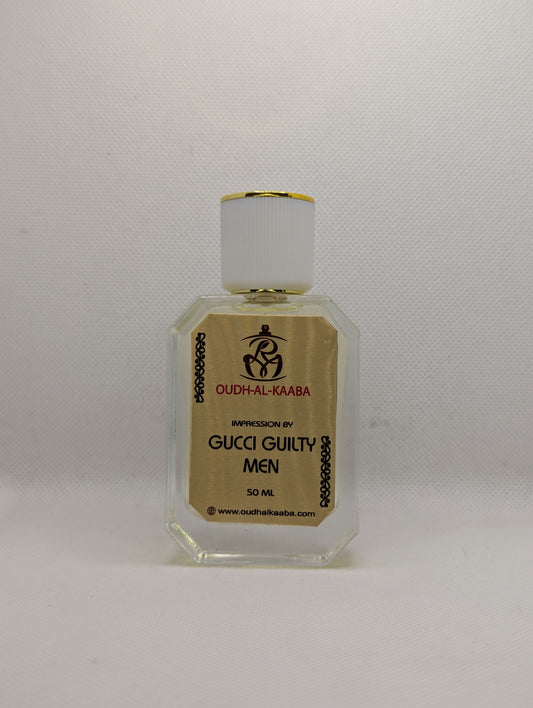 OUDH-AL-KAABA
IMPRESSION BY
GUCCI GUILTY
MEN
50 ML
www.oudhalkaaba.com